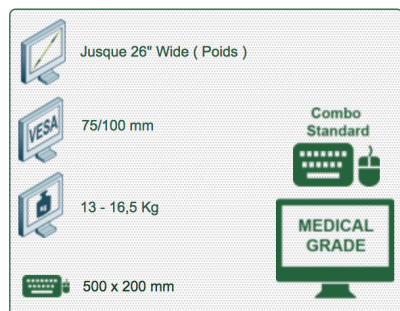 Jusque 26" Wide ( Poids )
VESA
75/100 mm
KG
13 - 16,5 Kg
500 x 200 mm
Combo
Standard
MEDICAL
GRADE